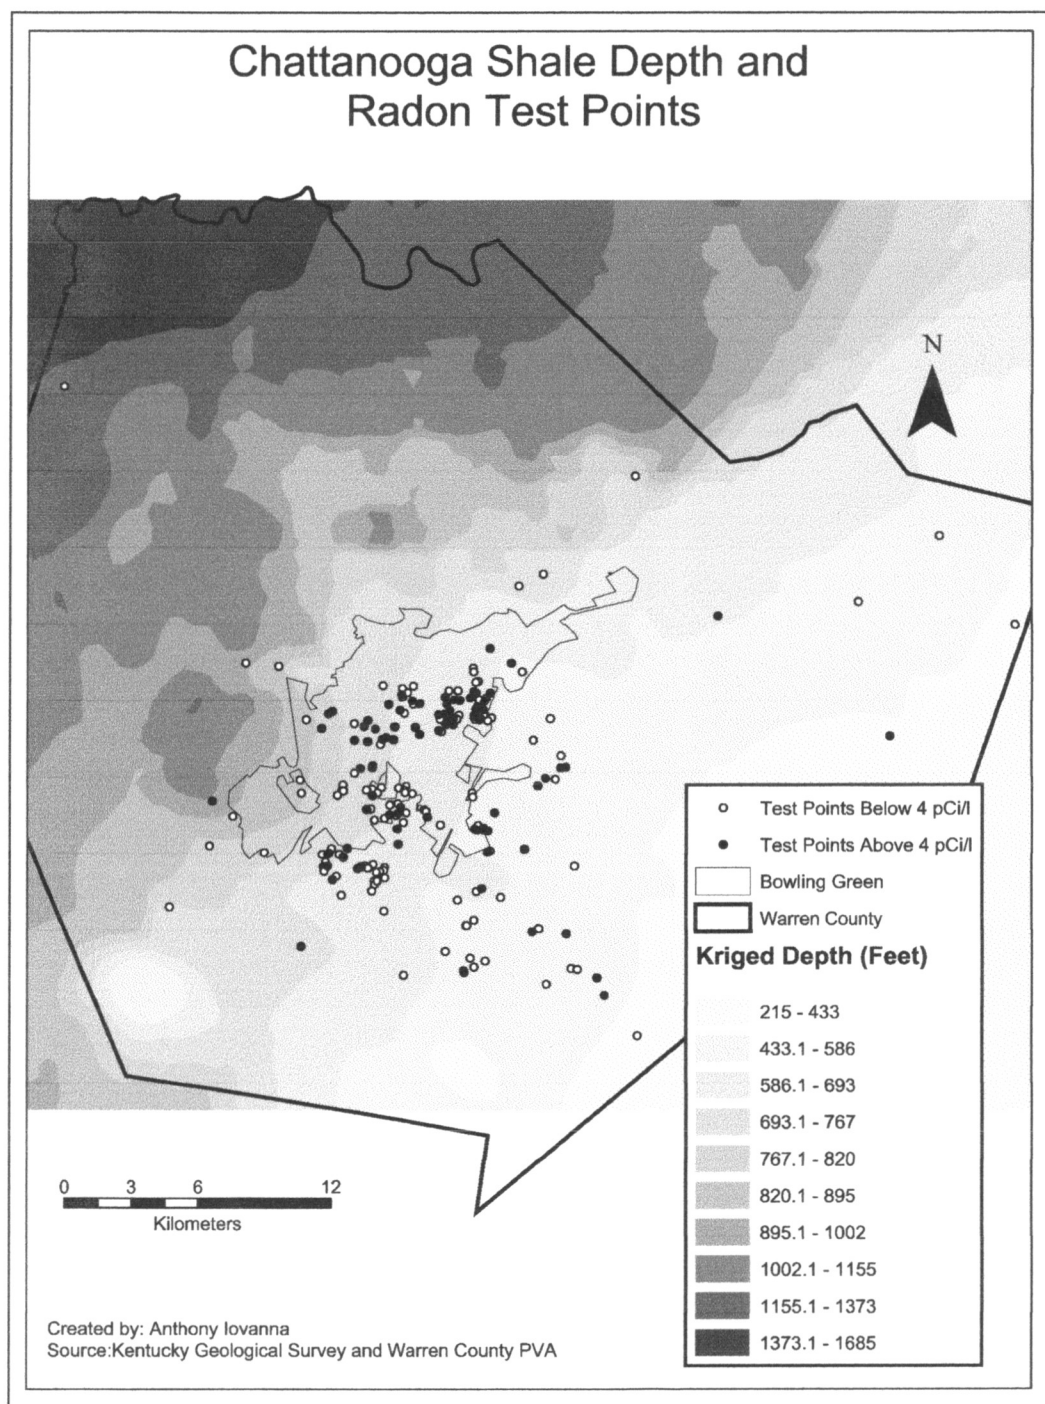 Chattanooga Shale Depth and
Radon Test Points
N
Test Points Below 4 pCi/l
Test Points Above 4 pCi/l
Bowling Green
Warren County
Kriged Depth (Feet)
215 - 433
433.1 - 586
586.1 - 693
693.1 - 767
767.1 - 820
820.1 - 895
895.1 - 1002
1002.1 - 1155
1155.1 - 1373
1373.1 - 1685
0 3 6 12
Kilometers
Created by: Anthony Iovanna
Source:Kentucky Geological Survey and Warren County PVA